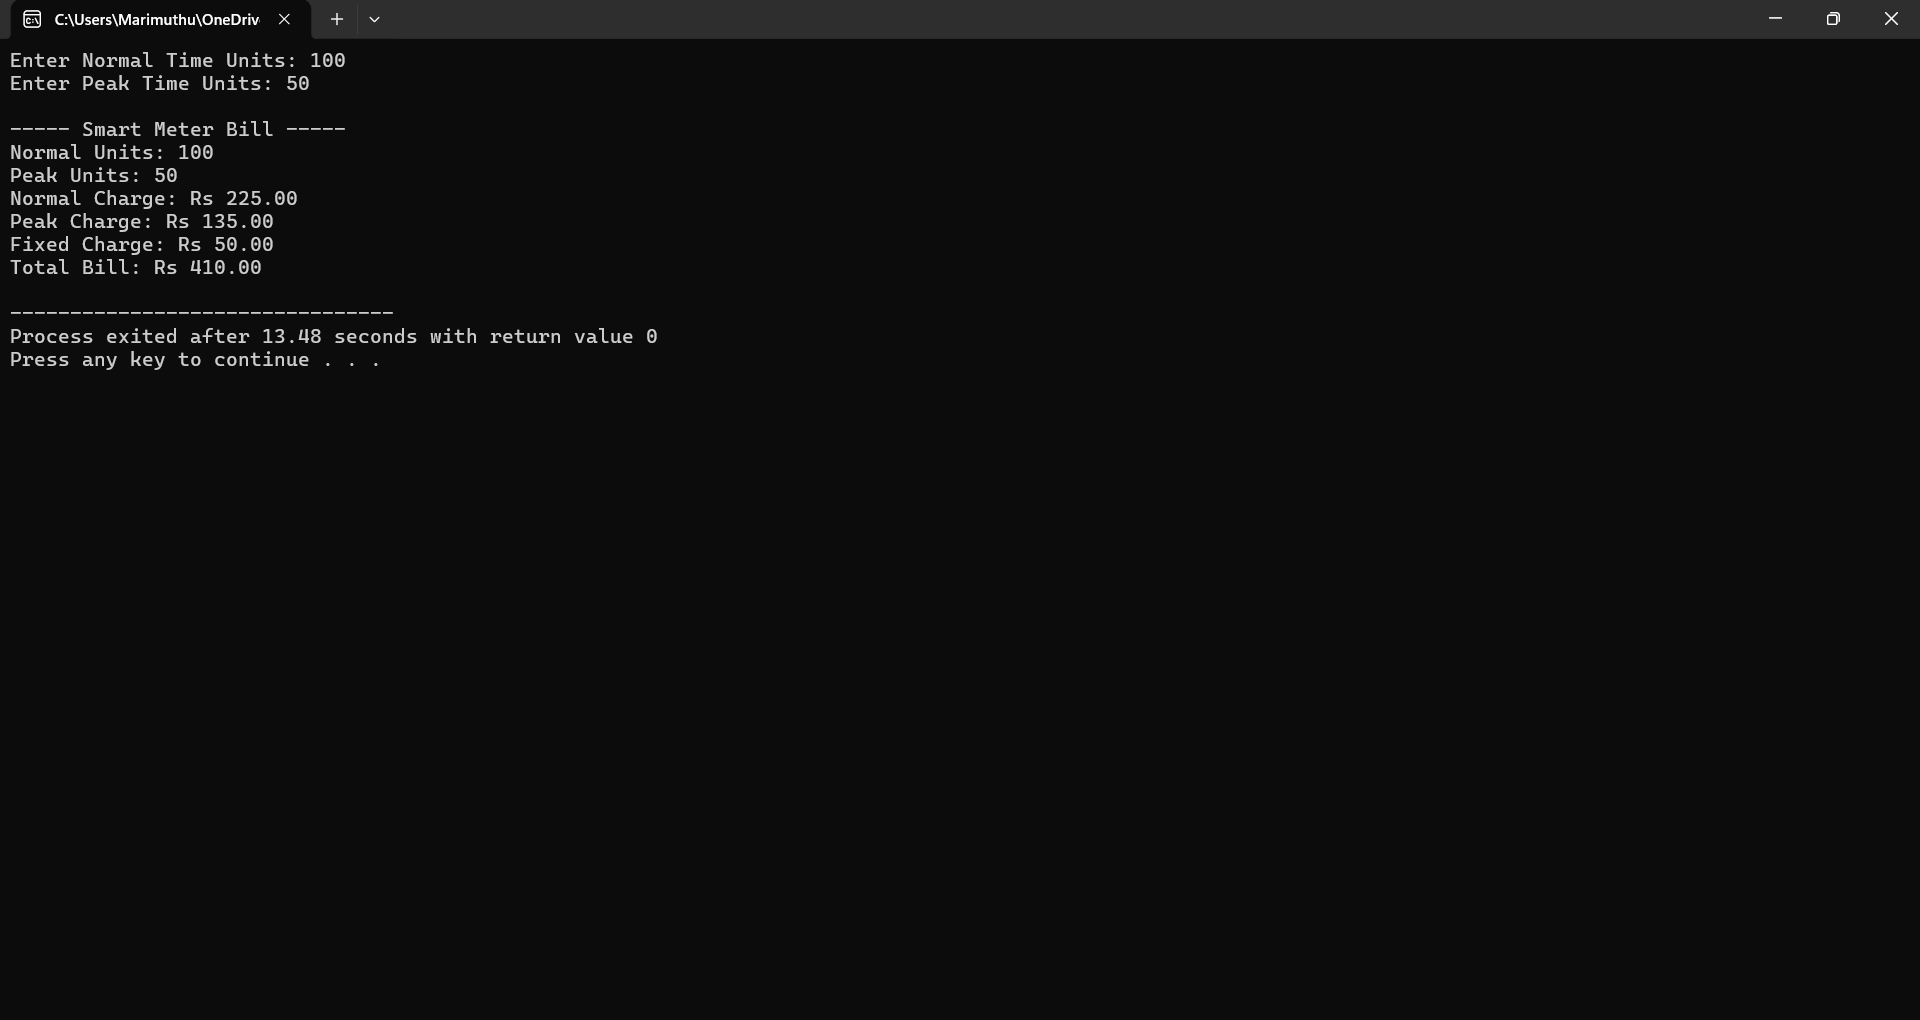 C:\Users\Marimuthu\OneDriv
Enter Normal Time Units: 100
Enter Peak Time Units: 50
----- Smart Meter Bill -----
Normal Units: 100
Peak Units: 50
Normal Charge: Rs 225.00
Peak Charge: Rs 135.00
Fixed Charge: Rs 50.00
Total Bill: Rs 410.00
--------------------------------
Process exited after 13.48 seconds with return value 0
Press any key to continue . . .